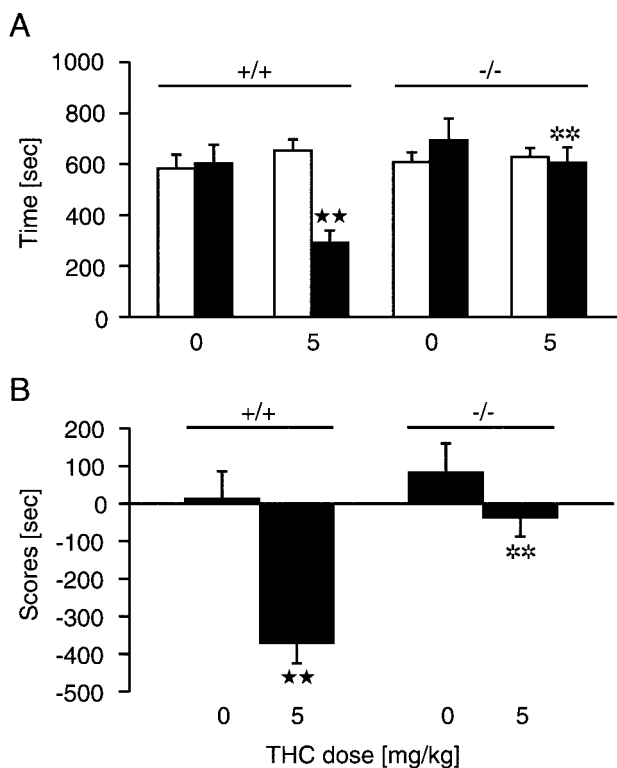 A
+/+ -/-
1000
800
600
400
200
0
Time [sec]
★★
✲✲
0 5 0 5
B
+/+ -/-
200
100
0
-100
-200
-300
-400
-500
Scores [sec]
★★
✲✲
0 5 0 5
THC dose [mg/kg]